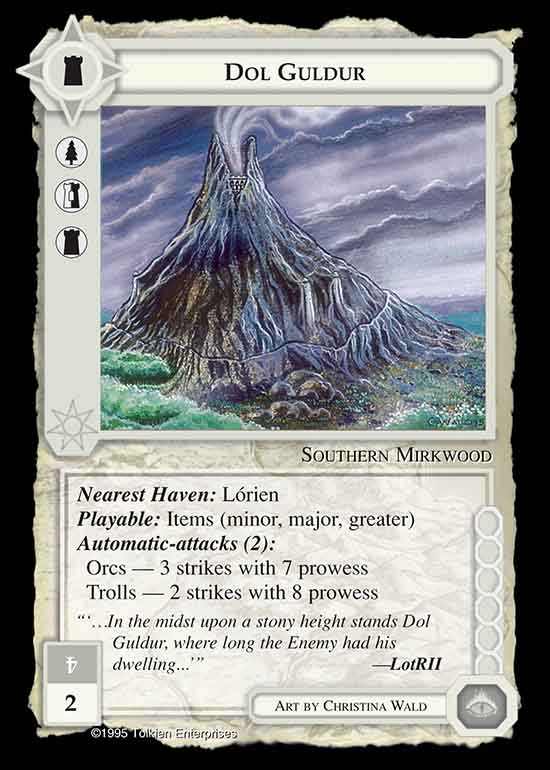 DOL GULDUR
SOUTHERN MIRKWOOD
Nearest Haven: Lórien
Playable: Items (minor, major, greater)
Automatic-attacks (2):
Orcs — 3 strikes with 7 prowess
Trolls — 2 strikes with 8 prowess
“‘…In the midst upon a stony height stands Dol
Guldur, where long the Enemy had his
dwelling...’” —LotRII
2
ART BY CHRISTINA WALD
©1995 Tolkien Enterprises